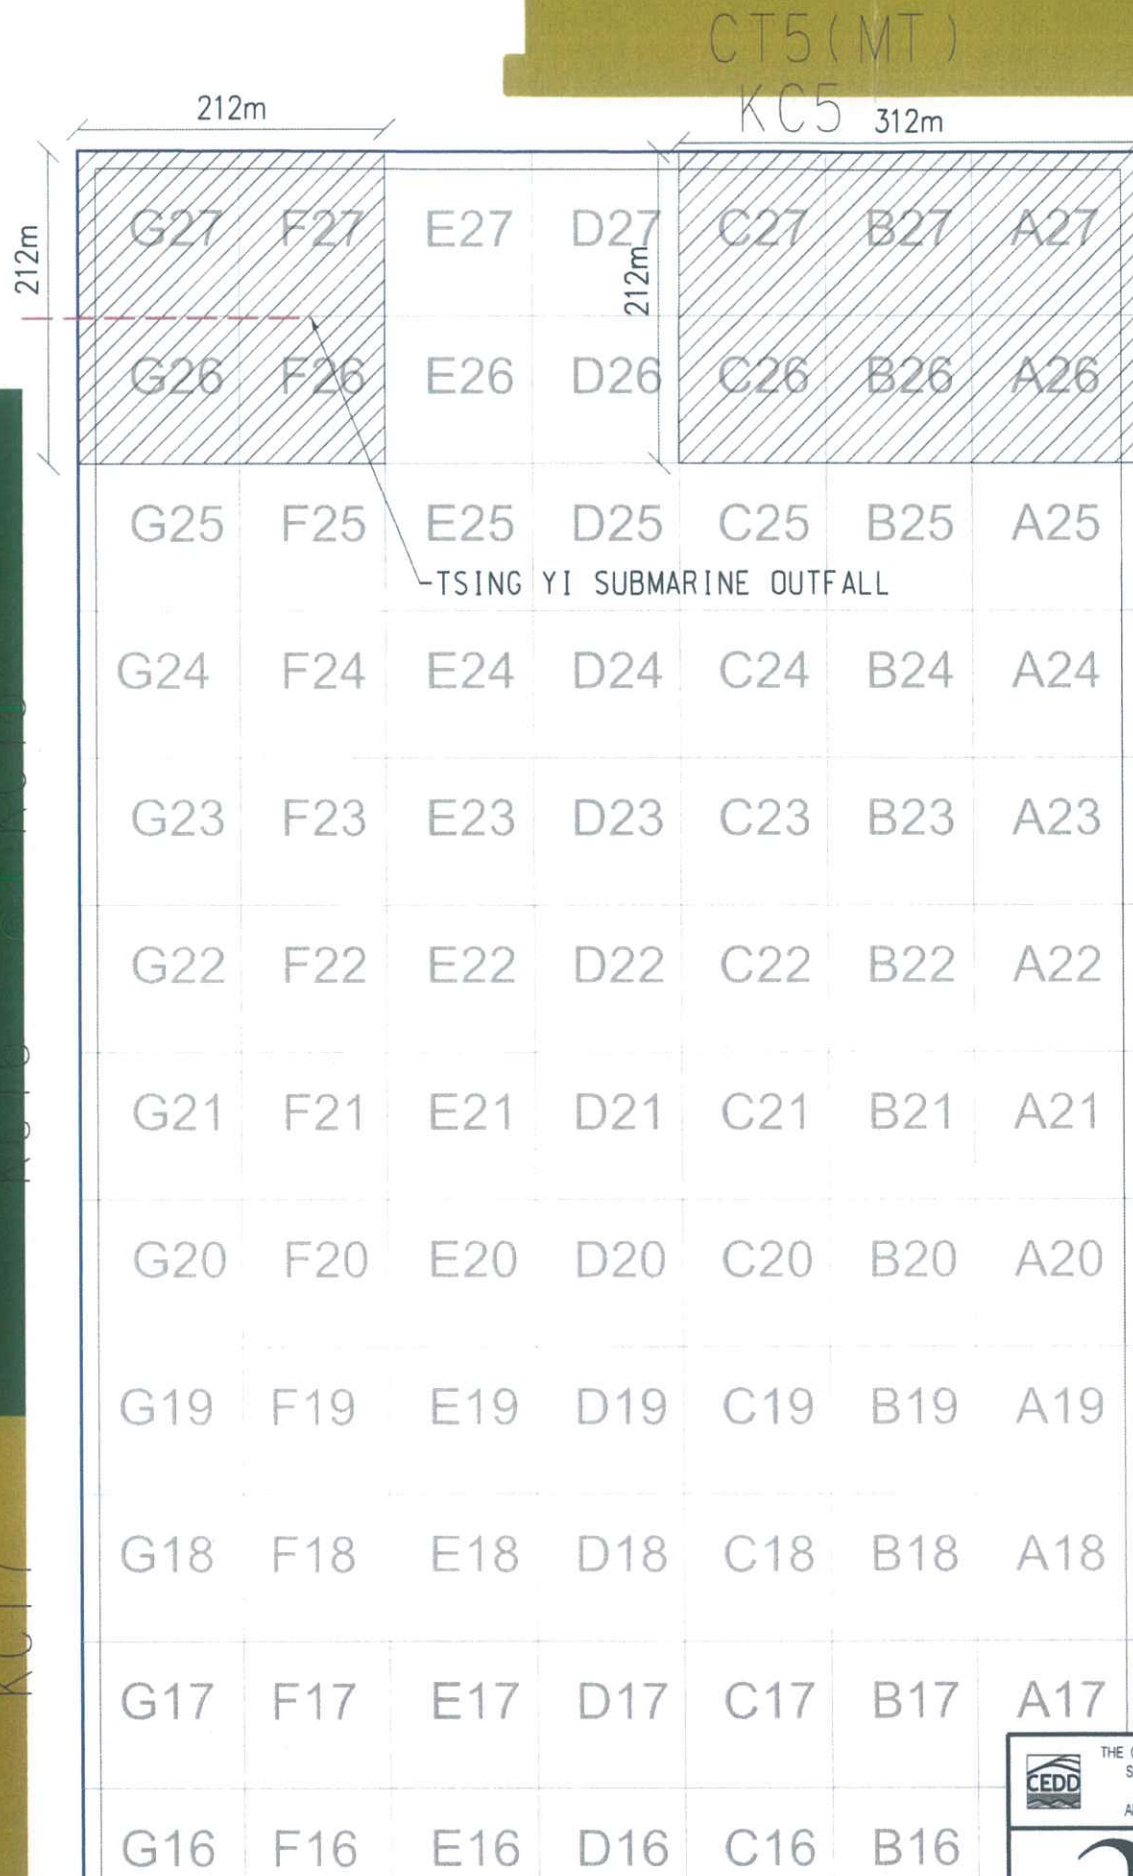 CT5(MT)
KC5
212m
312m
212m
212m
G27 F27 E27 D27 C27 B27 A27
G26 F26 E26 D26 C26 B26 A26
G25 F25 E25 D25 C25 B25 A25
TSING YI SUBMARINE OUTFALL
G24 F24 E24 D24 C24 B24 A24
G23 F23 E23 D23 C23 B23 A23
G22 F22 E22 D22 C22 B22 A22
G21 F21 E21 D21 C21 B21 A21
G20 F20 E20 D20 C20 B20 A20
G19 F19 E19 D19 C19 B19 A19
G18 F18 E18 D18 C18 B18 A18
KC17
G17 F17 E17 D17 C17 B17 A17
THE
CEDD
G16 F16 E16 D16 C16 B16